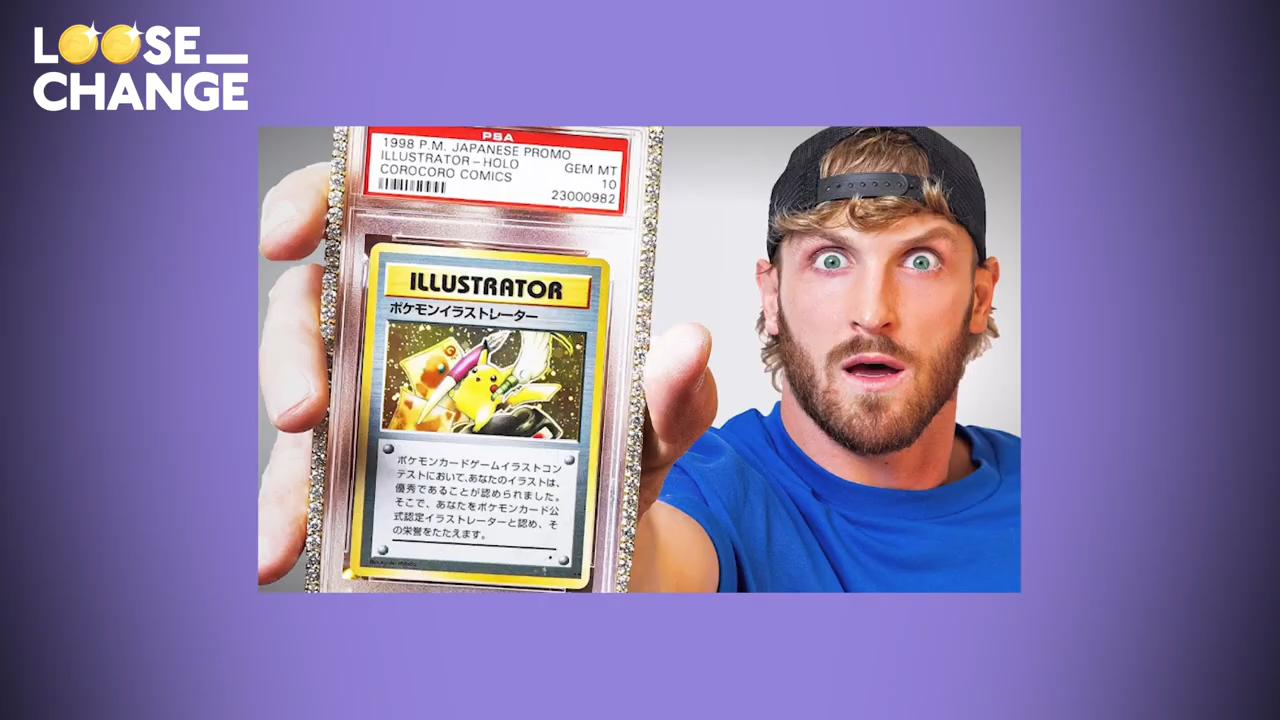 LOOSE_
CHANGE
PSA
1998 P.M. JAPANESE PROMO
ILLUSTRATOR-HOLO GEM MT
COROCORO COMICS 10
23000982
ILLUSTRATOR
ポケモンイラストレーター
ポケモンカードゲームイラストコン
テストにおいて、あなたのイラストは、
優秀であることが認められました。
そこで、あなたをポケモンカード公
式認定イラストレーターと認め、そ
の栄誉をたたえます。